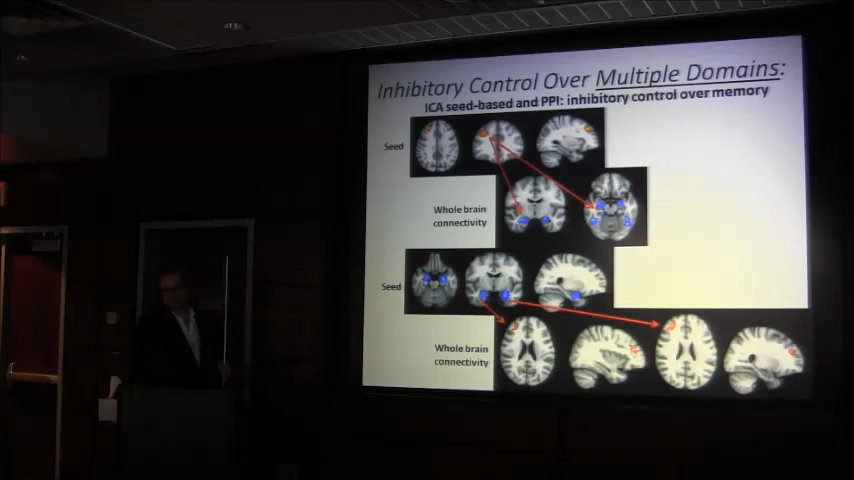 Inhibitory Control Over Multiple Domains:
ICA seed-based and PPI: inhibitory control over memory
Seed
Whole brain
connectivity
Seed
Whole brain
connectivity